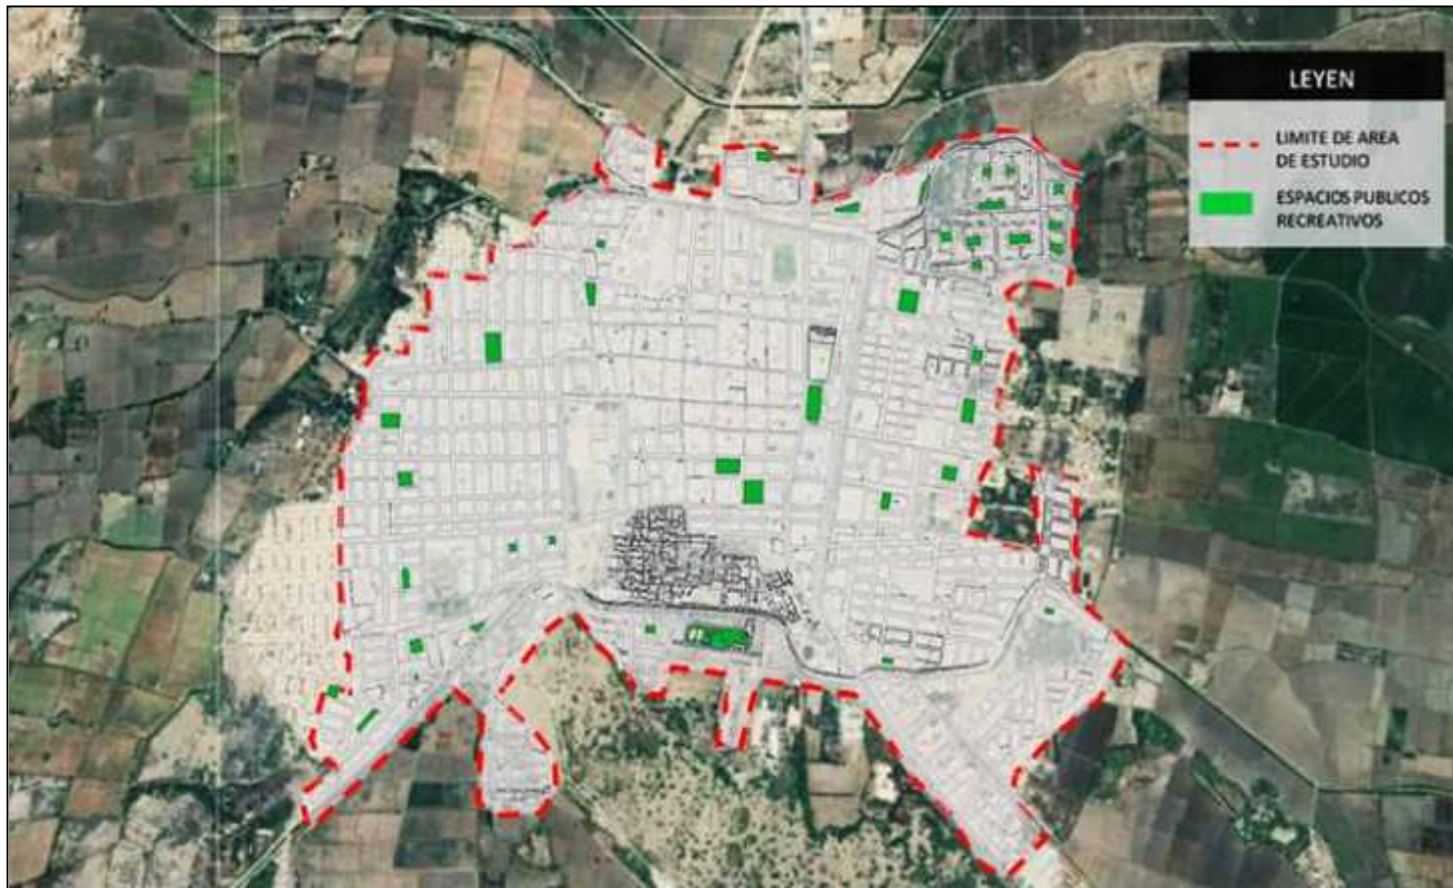 LEYEN
LIMITE DE AREA
DE ESTUDIO
ESPACIOS PUBLICOS
RECREATIVOS